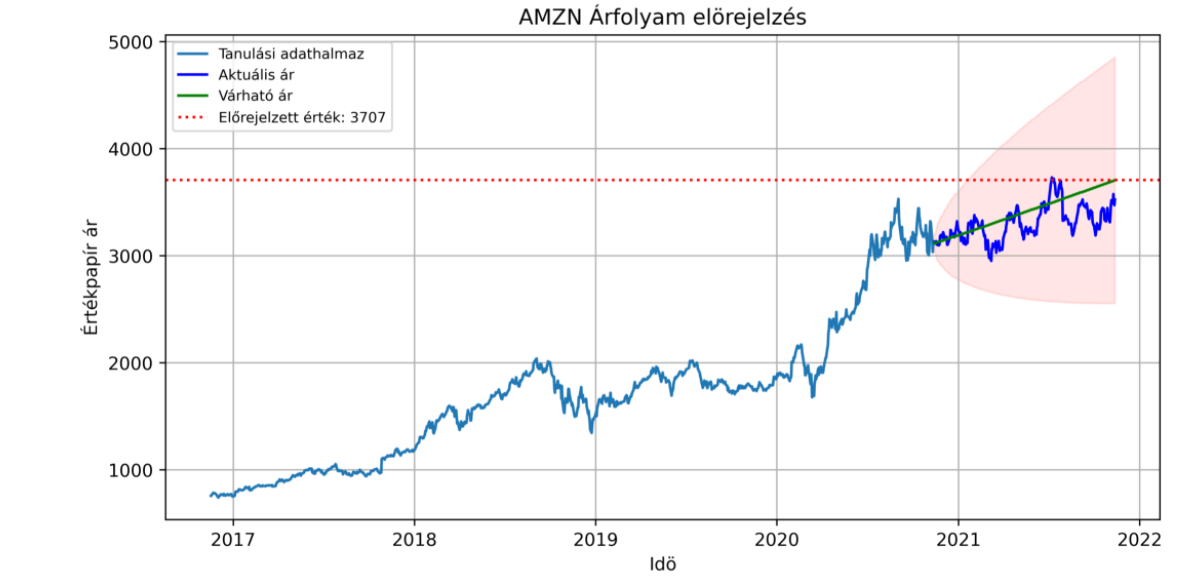 AMZN Árfolyam elörejelzés
5000
4000
3000
2000
1000
Értékpapír ár
Tanulási adathalmaz
Aktuális ár
Várható ár
Előrejelzett érték: 3707
2017
2018
2019
2020
2021
2022
Idö